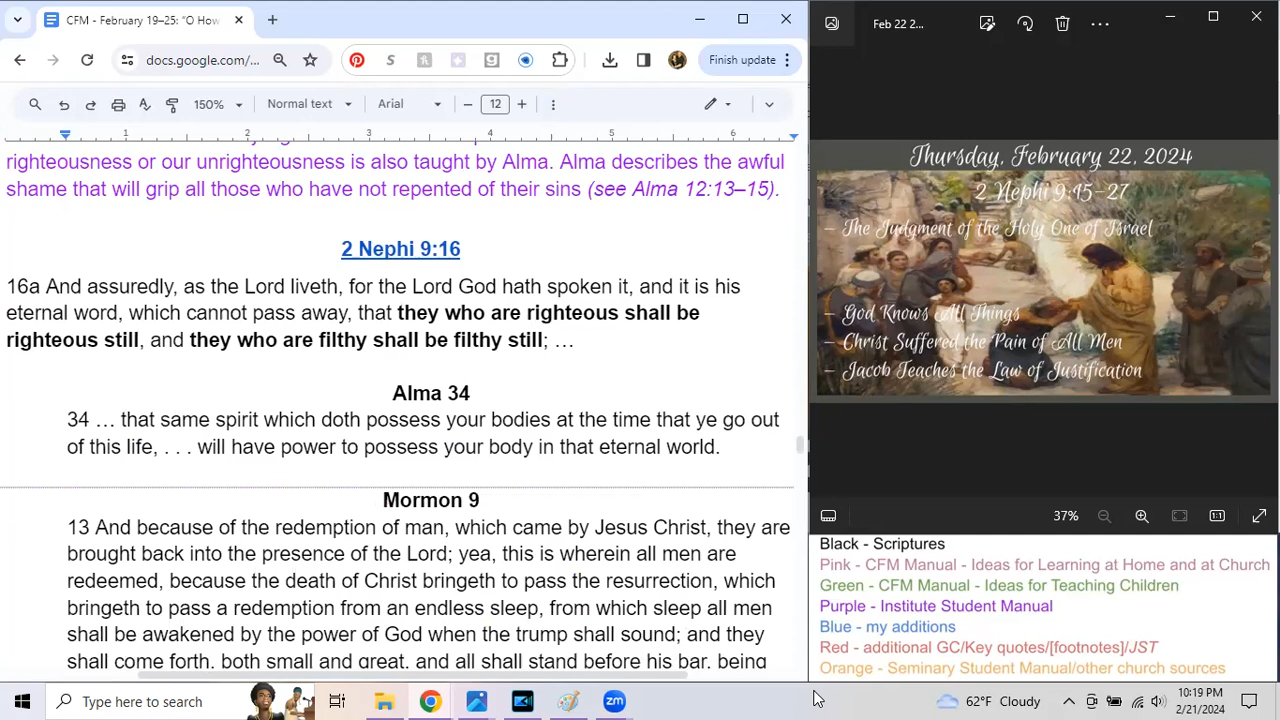 CFM - February 19–25: “O How
docs.google.com/...
Finish update
150%
Normal text
Arial
12
1 2 3 4 5 6
righteousness or our unrighteousness is also taught by Alma. Alma describes the awful
shame that will grip all those who have not repented of their sins (see Alma 12:13–15).
2 Nephi 9:16
16a And assuredly, as the Lord liveth, for the Lord God hath spoken it, and it is his
eternal word, which cannot pass away, that they who are righteous shall be
righteous still, and they who are filthy shall be filthy still; …
Alma 34
34 … that same spirit which doth possess your bodies at the time that ye go out
of this life, . . . will have power to possess your body in that eternal world.
Mormon 9
13 And because of the redemption of man, which came by Jesus Christ, they are
brought back into the presence of the Lord; yea, this is wherein all men are
redeemed, because the death of Christ bringeth to pass the resurrection, which
bringeth to pass a redemption from an endless sleep, from which sleep all men
shall be awakened by the power of God when the trump shall sound; and they
shall come forth, both small and great, and all shall stand before his bar, being
Feb 22 2...
Thursday, February 22, 2024
2 Nephi 9:15–27
– The Judgment of the Holy One of Israel
– God Knows All Things
– Christ Suffered the Pain of All Men
– Jacob Teaches the Law of Justification
37%
Black - Scriptures
Pink - CFM Manual - Ideas for Learning at Home and at Church
Green - CFM Manual - Ideas for Teaching Children
Purple - Institute Student Manual
Blue - my additions
Red - additional GC/Key quotes/[footnotes]/JST
Orange - Seminary Student Manual/other church sources
Type here to search
zm
62°F Cloudy
10:19 PM
2/21/2024